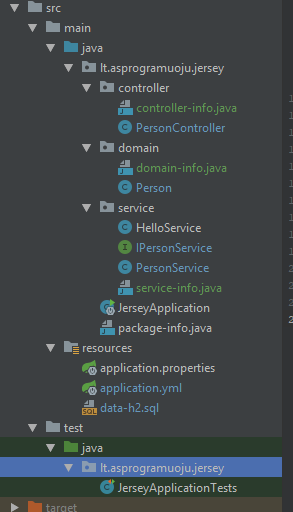 src
main
java
lt.asprogramuoju.jersey
controller
controller-info.java
PersonController
domain
domain-info.java
Person
service
HelloService
IPersonService
PersonService
service-info.java
JerseyApplication
package-info.java
resources
application.properties
application.yml
data-h2.sql
test
java
lt.asprogramuoju.jersey
JerseyApplicationTests
target